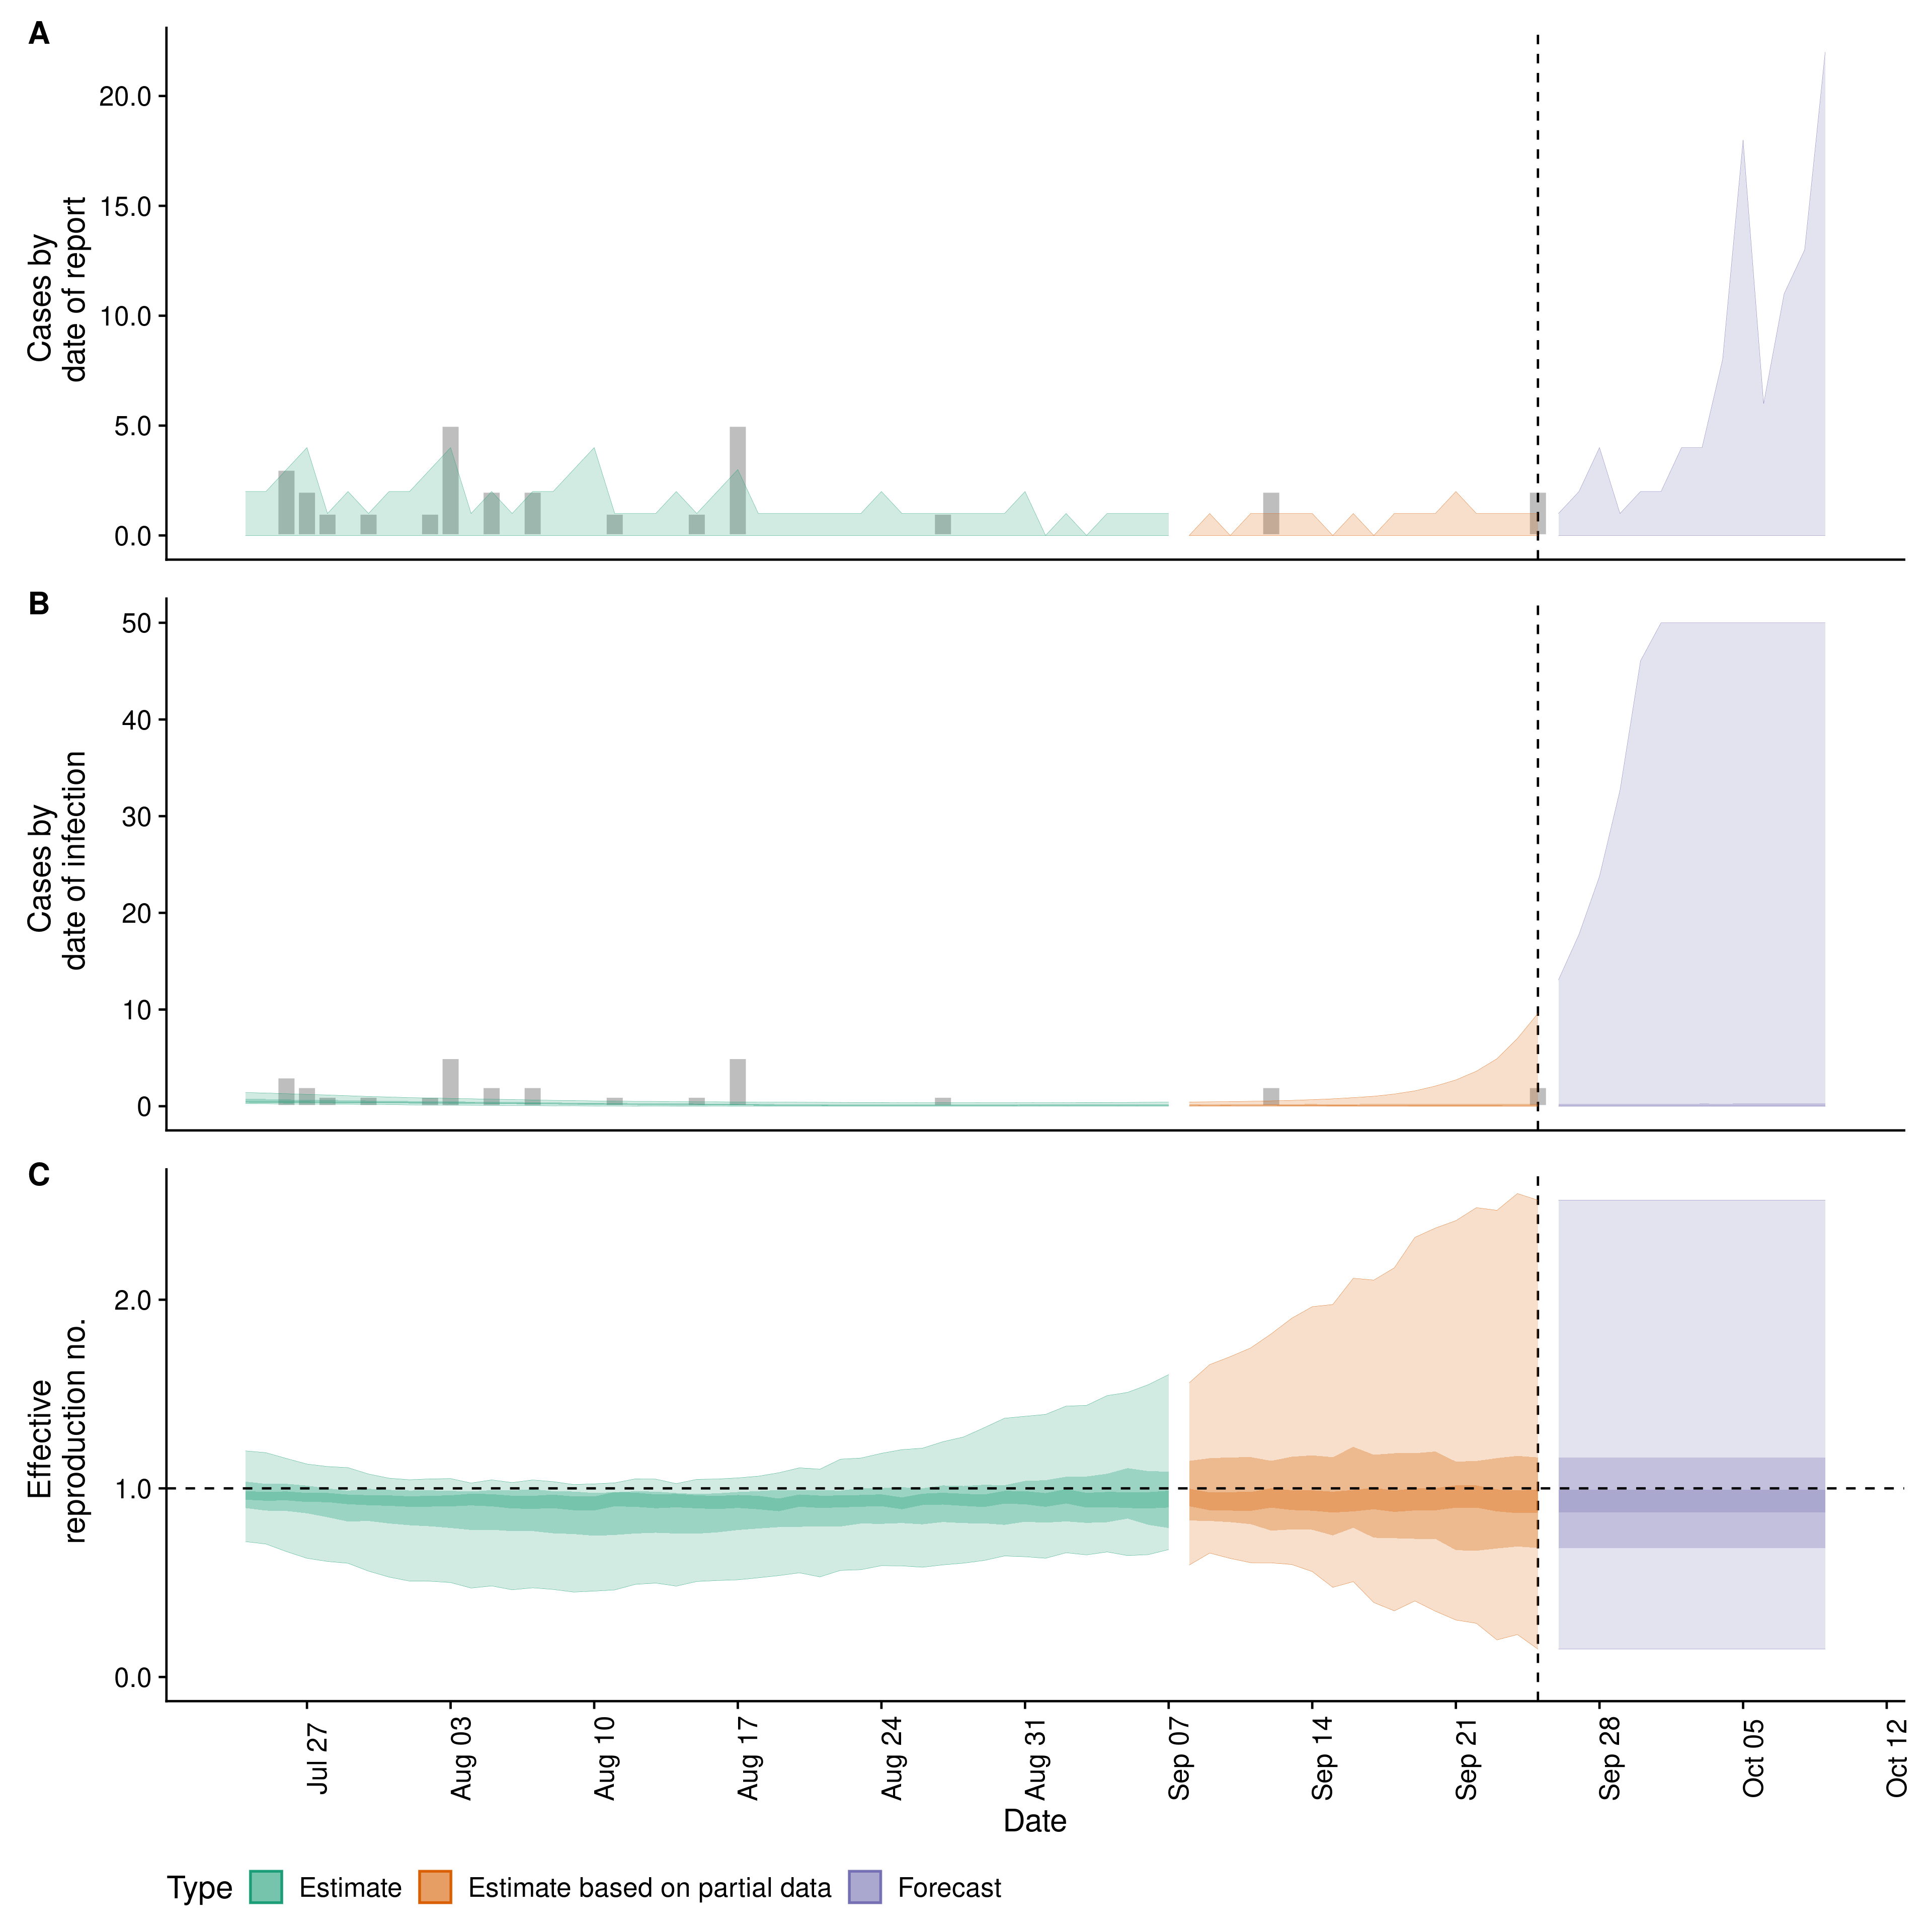 A
Cases by
date of report
20.0
15.0
10.0
5.0
0.0
B
Cases by
date of infection
50
40
30
20
10
0
C
Effective
reproduction no.
2.0
1.0
0.0
Jul 27
Aug 03
Aug 10
Aug 17
Aug 24
Aug 31
Sep 07
Sep 14
Sep 21
Sep 28
Oct 05
Oct 12
Date
Type Estimate Estimate based on partial data Forecast